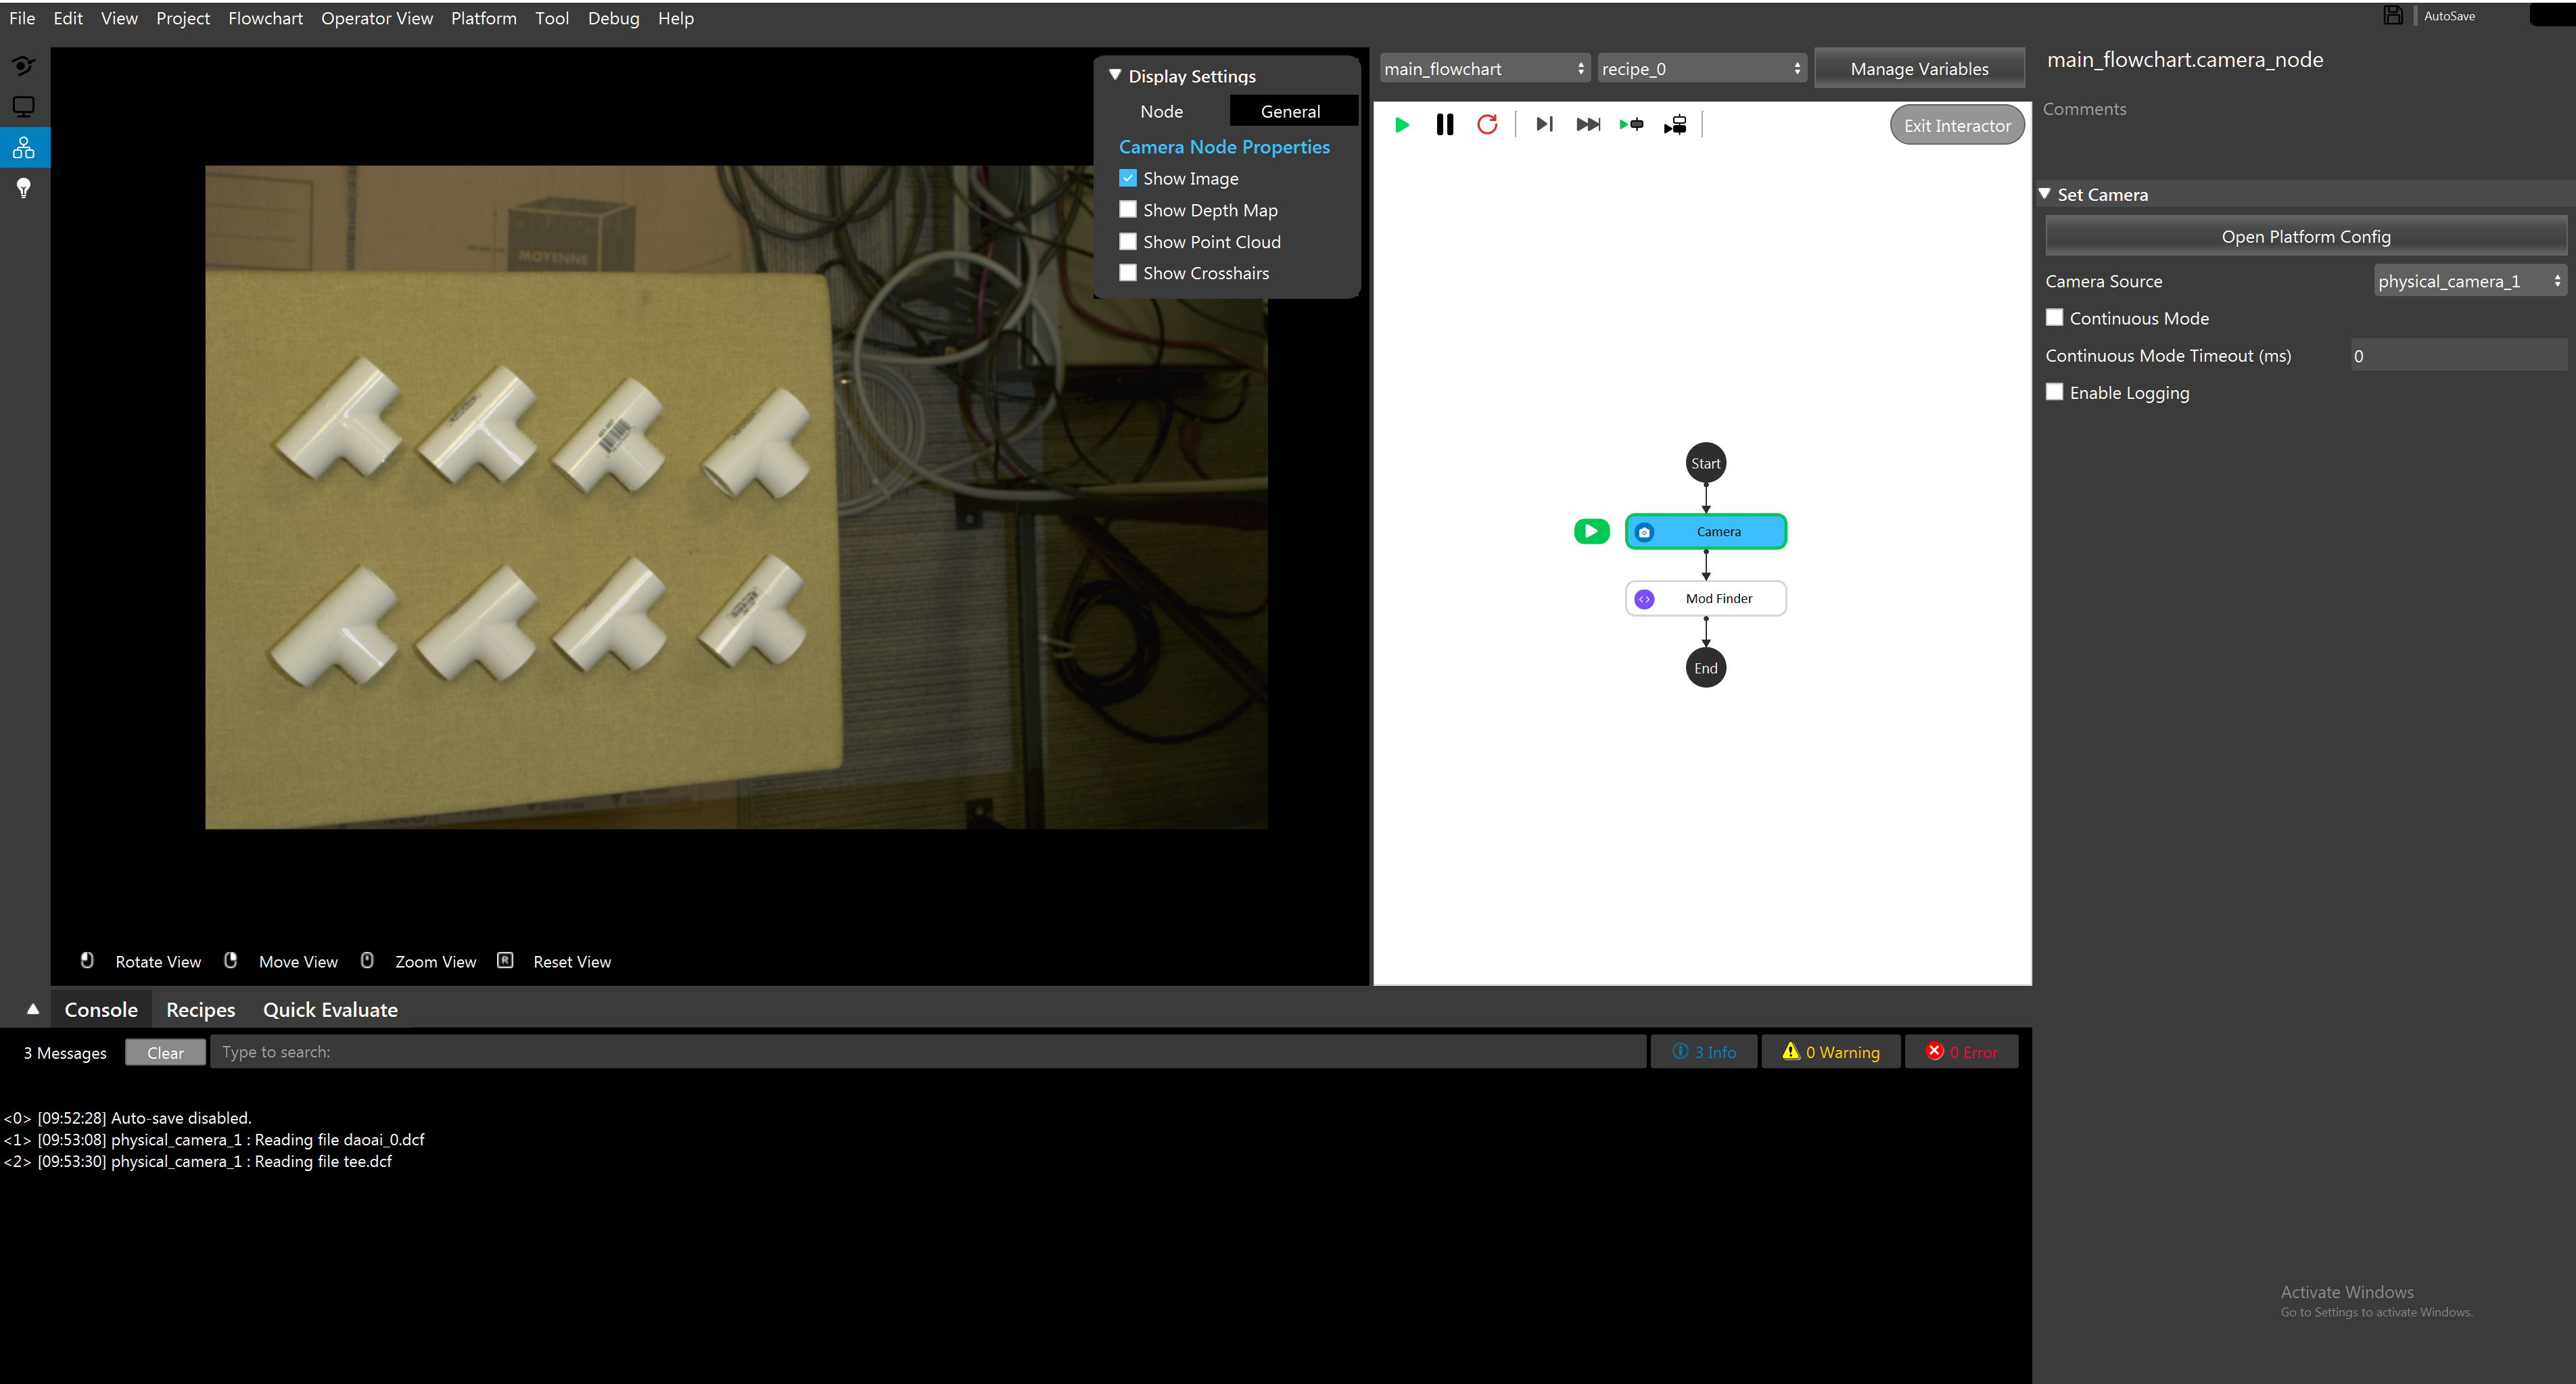 File Edit View Project Flowchart Operator View Platform Tool Debug Help
AutoSave
Display Settings
Node General
Camera Node Properties
Show Image
Show Depth Map
Show Point Cloud
Show Crosshairs
MOYENNE
Rotate View Move View Zoom View R Reset View
main_flowchart recipe_0 Manage Variables
Exit Interactor
Start
Camera
Mod Finder
End
main_flowchart.camera_node
Comments
Set Camera
Open Platform Config
Camera Source physical_camera_1
Continuous Mode
Continuous Mode Timeout (ms) 0
Enable Logging
Console Recipes Quick Evaluate
3 Messages Clear Type to search: 3 Info 0 Warning 0 Error
<0> [09:52:28] Auto-save disabled.
<1> [09:53:08] physical_camera_1 : Reading file daoai_0.dcf
<2> [09:53:30] physical_camera_1 : Reading file tee.dcf
Activate Windows
Go to Settings to activate Windows.